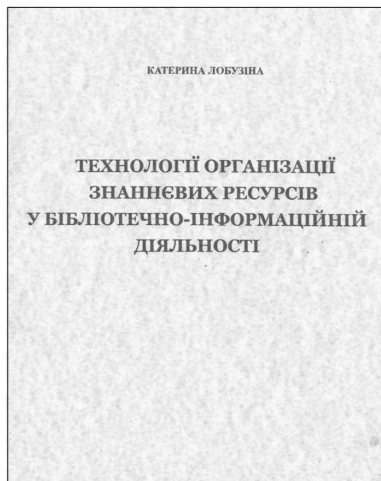 КАТЕРИНА ЛОБУЗІНА
ТЕХНОЛОГІЇ ОРГАНІЗАЦІЇ
ЗНАННЄВИХ РЕСУРСІВ
У БІБЛІОТЕЧНО-ІНФОРМАЦІЙНІЙ
ДІЯЛЬНОСТІ